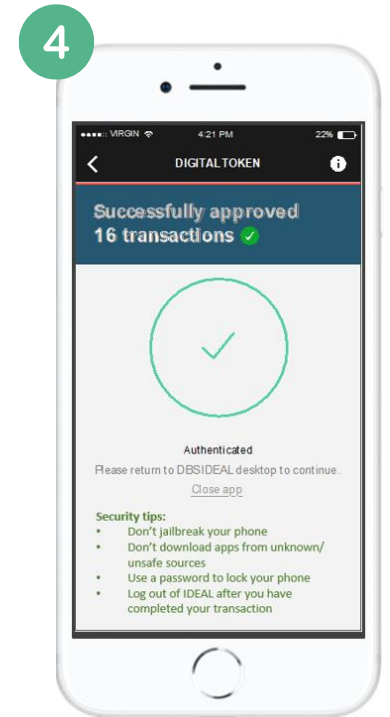 4
VIRGIN 4:21 PM 22%
DIGITAL TOKEN i
Successfully approved
16 transactions
Authenticated
Please return to DBS IDEAL desktop to continue.
Close app
Security tips:
• Don't jailbreak your phone
• Don't download apps from unknown/
unsafe sources
• Use a password to lock your phone
• Log out of IDEAL after you have
completed your transaction